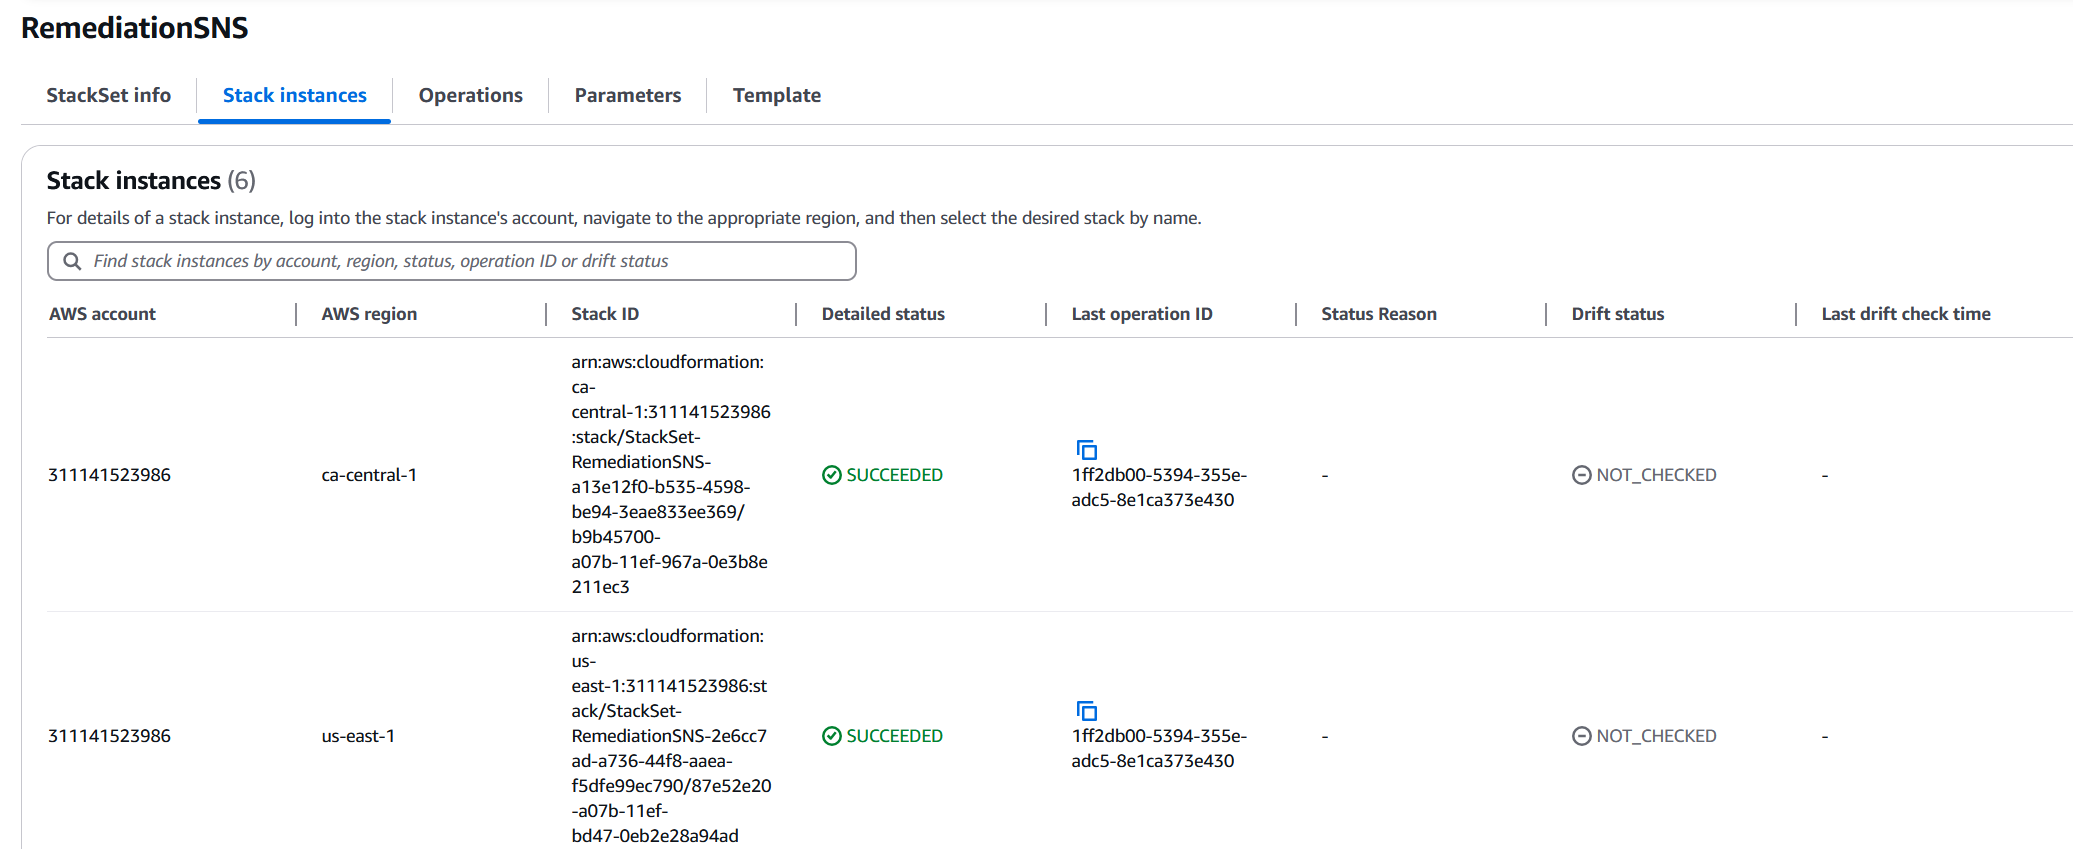 RemediationSNS
StackSet info
Stack instances
Operations
Parameters
Template
Stack instances (6)
For details of a stack instance, log into the stack instance's account, navigate to the appropriate region, and then select the desired stack by name.
Find stack instances by account, region, status, operation ID or drift status
AWS account
AWS region
Stack ID
Detailed status
Last operation ID
Status Reason
Drift status
Last drift check time
311141523986
ca-central-1
arn:aws:cloudformation:
ca-
central-1:311141523986
:stack/StackSet-
RemediationSNS-
a13e12f0-b535-4598-
be94-3eae833ee369/
b9b45700-
a07b-11ef-967a-0e3b8e
211ec3
SUCCEEDED
1ff2db00-5394-355e-
adc5-8e1ca373e430
-
NOT_CHECKED
-
311141523986
us-east-1
arn:aws:cloudformation:
us-
east-1:311141523986:st
ack/StackSet-
RemediationSNS-2e6cc7
ad-a736-44f8-aaea-
f5dfe99ec790/87e52e20
-a07b-11ef-
bd47-0eb2e28a94ad
SUCCEEDED
1ff2db00-5394-355e-
adc5-8e1ca373e430
-
NOT_CHECKED
-